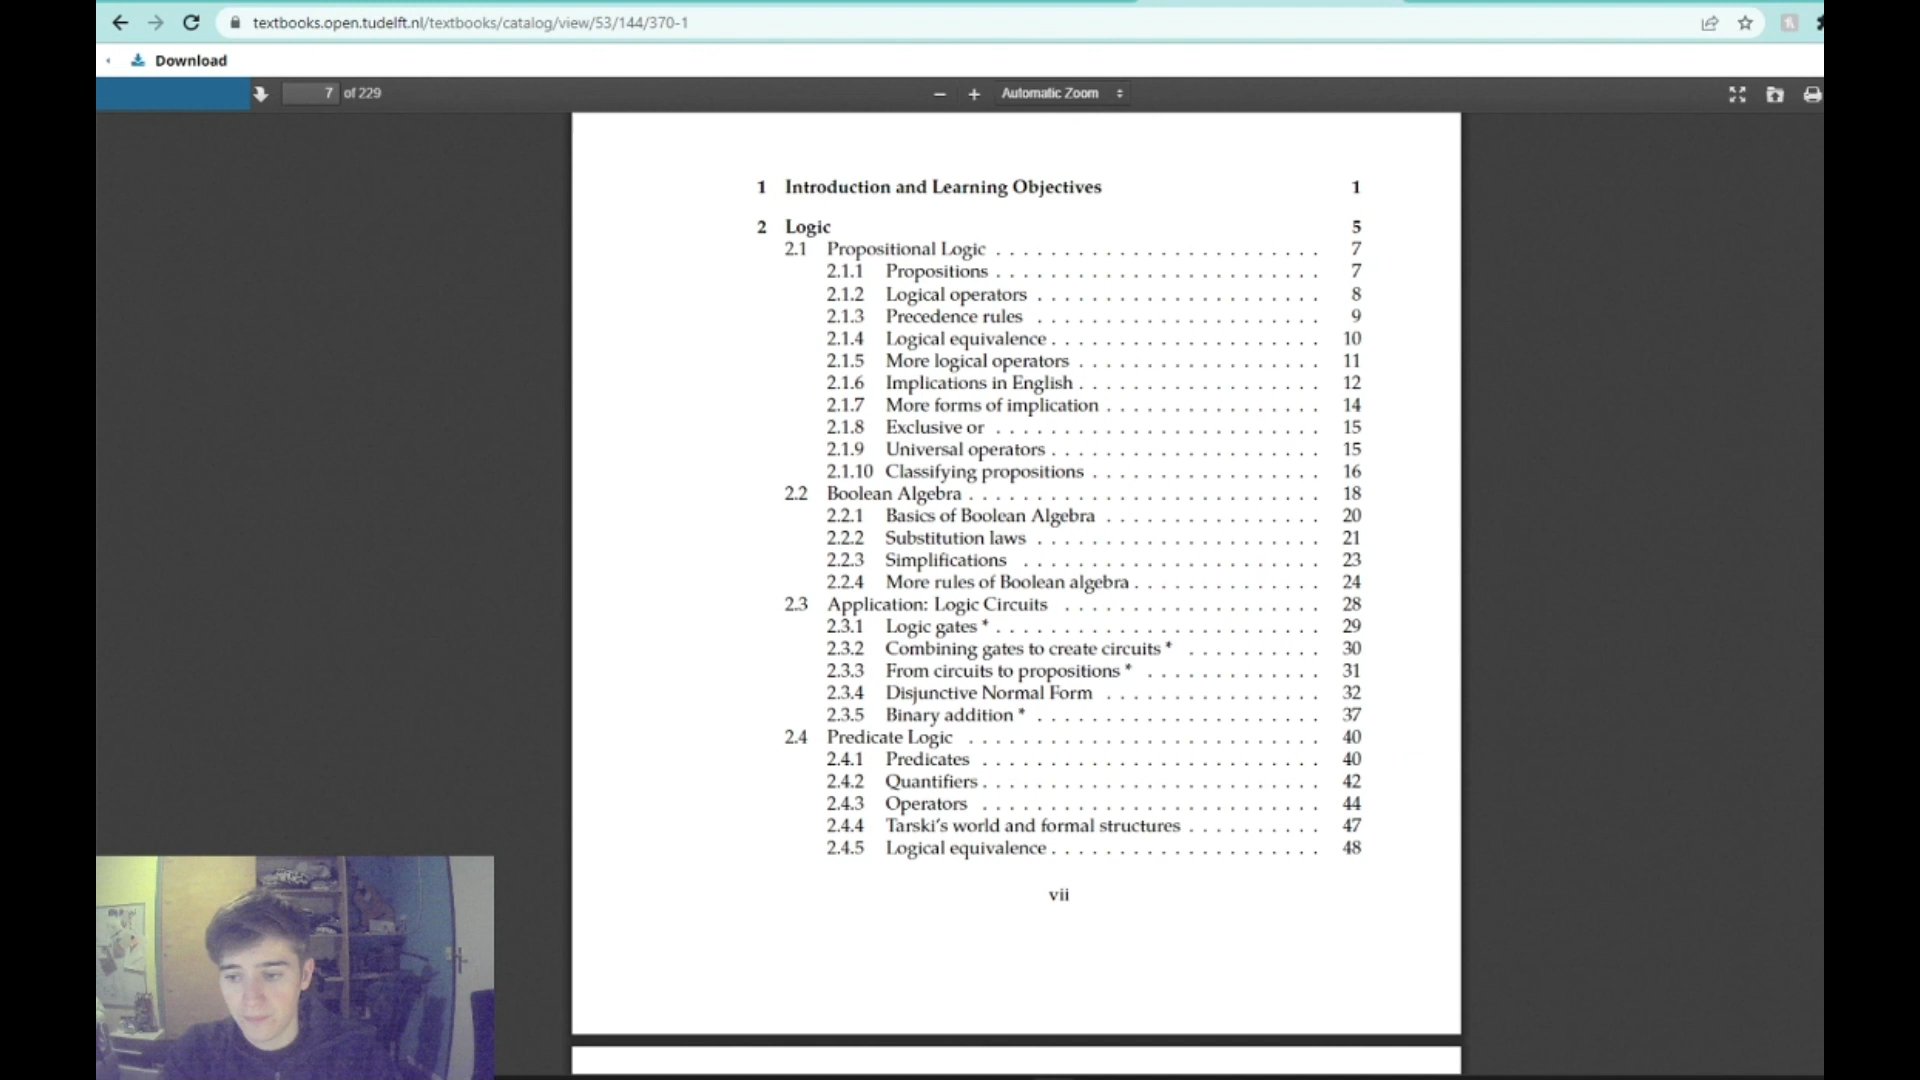 textbooks.open.tudelft.nl/textbooks/catalog/view/53/144/370-1
Download
7 of 229
Automatic Zoom
1 Introduction and Learning Objectives 1
2 Logic 5
2.1 Propositional Logic . . . . . . . . . . . . . . . . . . . . . . . . 7
2.1.1 Propositions . . . . . . . . . . . . . . . . . . . . . . . . 7
2.1.2 Logical operators . . . . . . . . . . . . . . . . . . . . . 8
2.1.3 Precedence rules . . . . . . . . . . . . . . . . . . . . . 9
2.1.4 Logical equivalence . . . . . . . . . . . . . . . . . . . . 10
2.1.5 More logical operators . . . . . . . . . . . . . . . . . . 11
2.1.6 Implications in English . . . . . . . . . . . . . . . . . . 12
2.1.7 More forms of implication . . . . . . . . . . . . . . . . 14
2.1.8 Exclusive or . . . . . . . . . . . . . . . . . . . . . . . . 15
2.1.9 Universal operators . . . . . . . . . . . . . . . . . . . . 15
2.1.10 Classifying propositions . . . . . . . . . . . . . . . . . 16
2.2 Boolean Algebra . . . . . . . . . . . . . . . . . . . . . . . . . . 18
2.2.1 Basics of Boolean Algebra . . . . . . . . . . . . . . . . 20
2.2.2 Substitution laws . . . . . . . . . . . . . . . . . . . . . 21
2.2.3 Simplifications . . . . . . . . . . . . . . . . . . . . . . 23
2.2.4 More rules of Boolean algebra . . . . . . . . . . . . . . 24
2.3 Application: Logic Circuits . . . . . . . . . . . . . . . . . . . 28
2.3.1 Logic gates * . . . . . . . . . . . . . . . . . . . . . . . . 29
2.3.2 Combining gates to create circuits * . . . . . . . . . . 30
2.3.3 From circuits to propositions * . . . . . . . . . . . . . 31
2.3.4 Disjunctive Normal Form . . . . . . . . . . . . . . . . 32
2.3.5 Binary addition * . . . . . . . . . . . . . . . . . . . . . 37
2.4 Predicate Logic . . . . . . . . . . . . . . . . . . . . . . . . . . 40
2.4.1 Predicates . . . . . . . . . . . . . . . . . . . . . . . . . 40
2.4.2 Quantifiers . . . . . . . . . . . . . . . . . . . . . . . . . 42
2.4.3 Operators . . . . . . . . . . . . . . . . . . . . . . . . . 44
2.4.4 Tarski's world and formal structures . . . . . . . . . . 47
2.4.5 Logical equivalence . . . . . . . . . . . . . . . . . . . . 48
vii